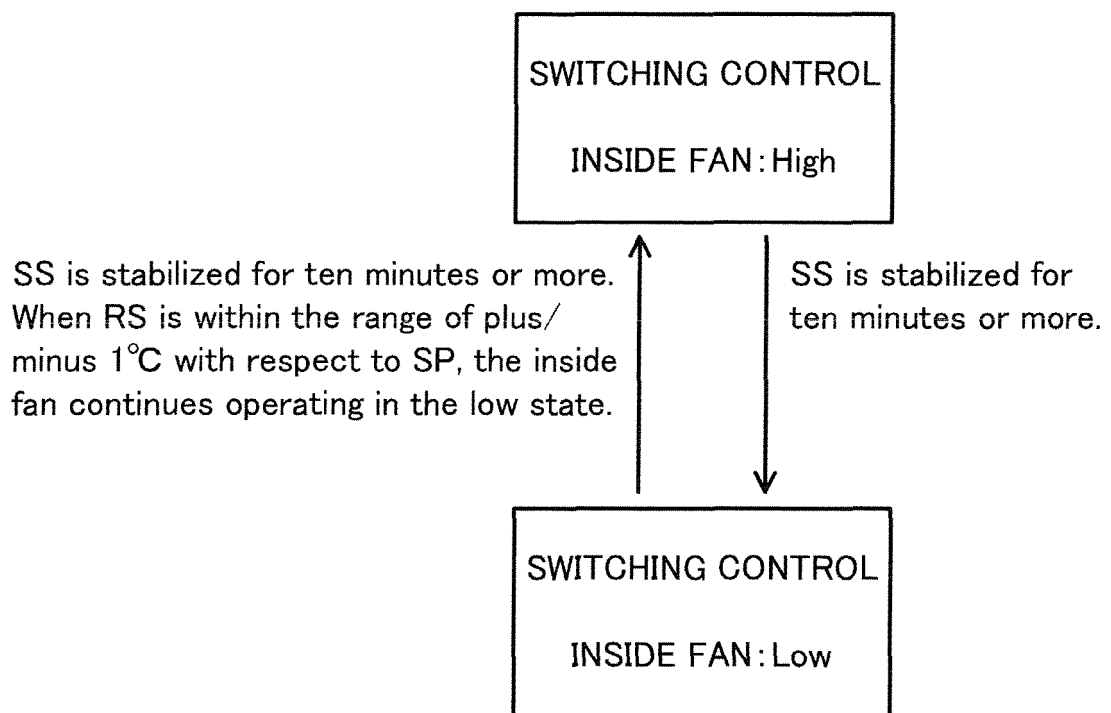 SWITCHING CONTROL
INSIDE FAN:High
SS is stabilized for ten minutes or more.
When RS is within the range of plus/
minus 1°C with respect to SP, the inside
fan continues operating in the low state.
SS is stabilized for
ten minutes or more.
SWITCHING CONTROL
INSIDE FAN:Low